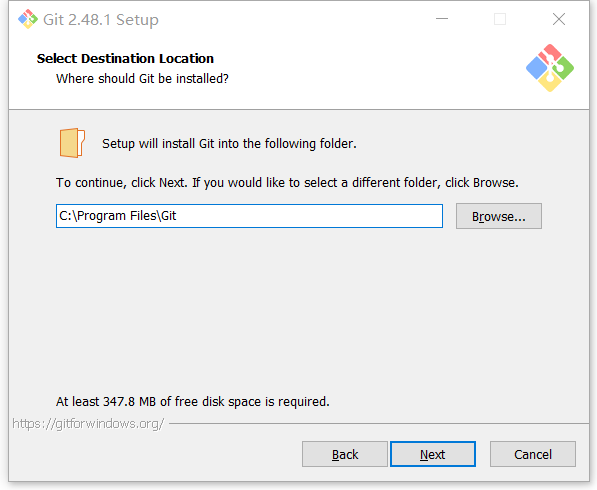 Git 2.48.1 Setup
Select Destination Location
Where should Git be installed?
Setup will install Git into the following folder.
To continue, click Next. If you would like to select a different folder, click Browse.
C:\Program Files\Git
Browse...
At least 347.8 MB of free disk space is required.
https://gitforwindows.org/
Back
Next
Cancel